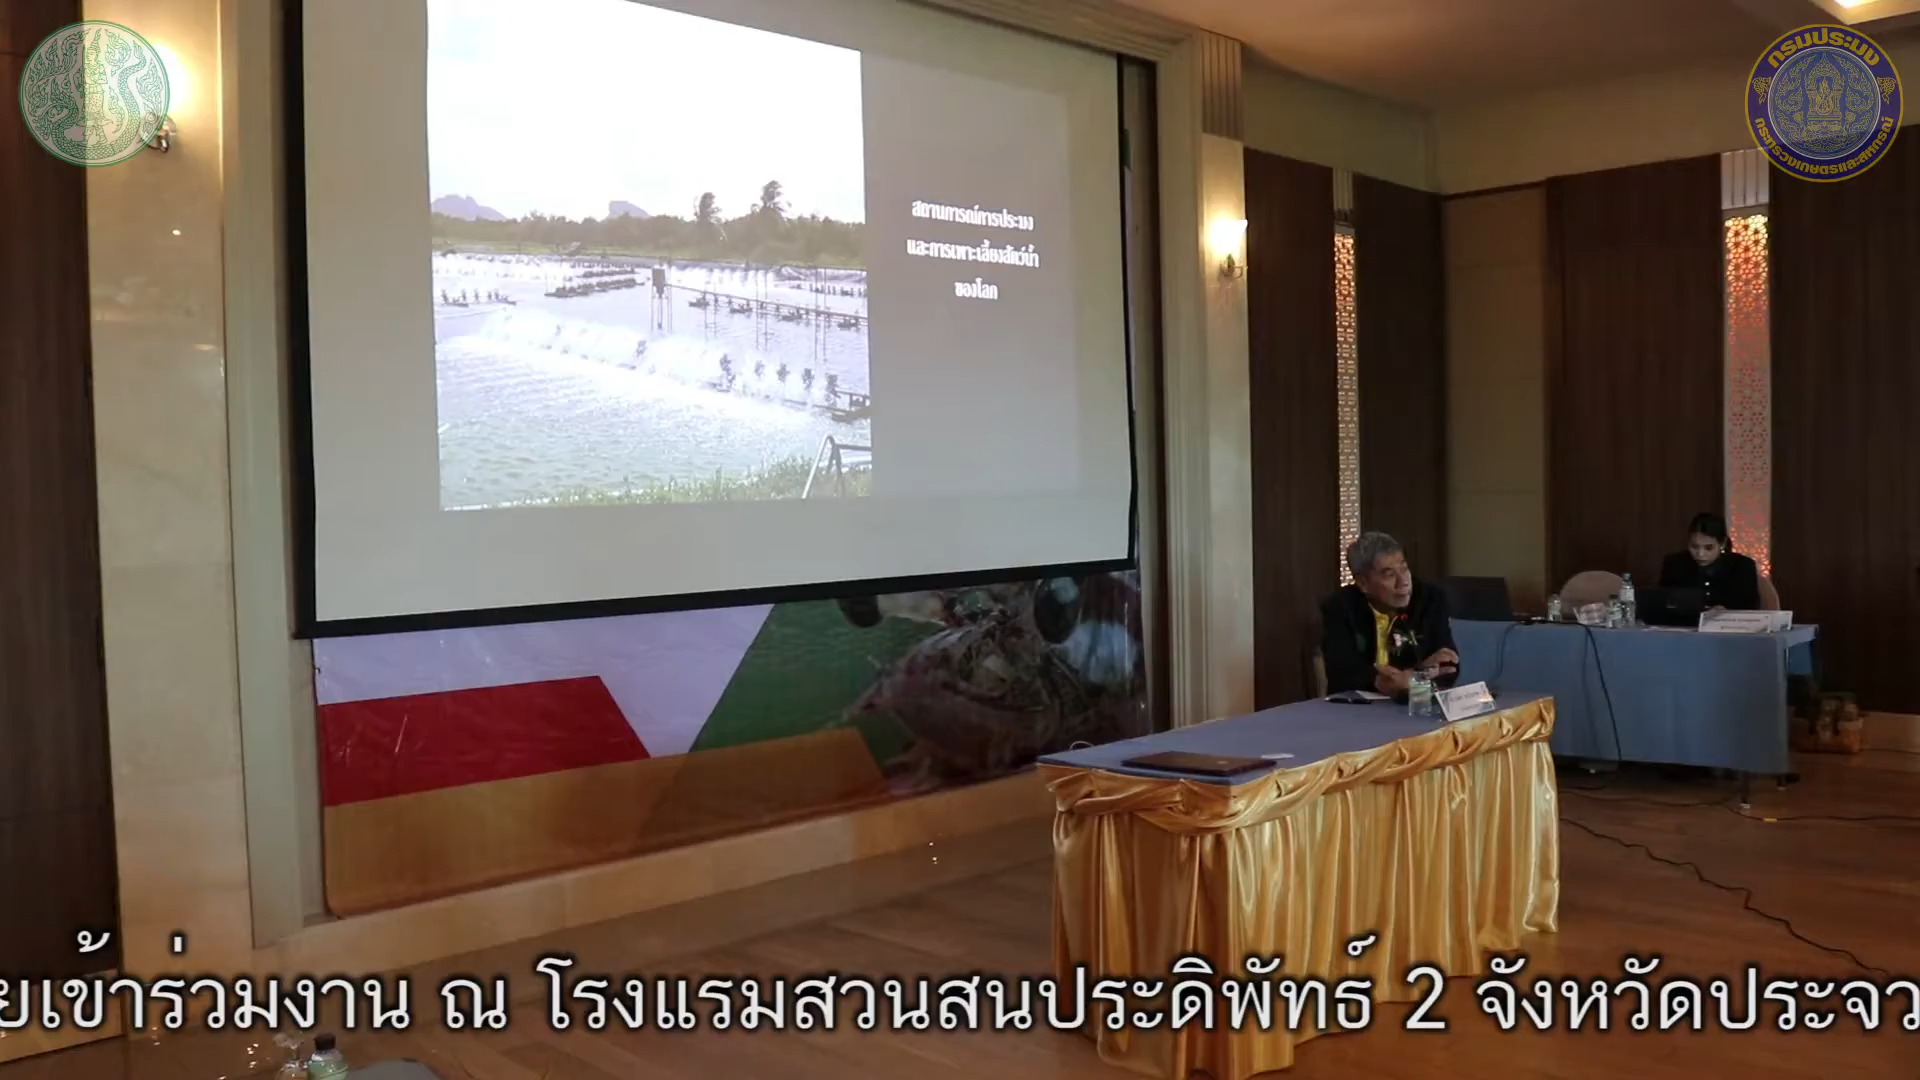 กรมประมง
กระทรวงเกษตรและสหกรณ์
สถานการณ์การประมง
และการเพาะเลี้ยงสัตว์น้ำ
ของโลก
ยเข้าร่วมงาน ณ โรงแรมสวนสนประดิพัทธ์ 2 จังหวัดประจว